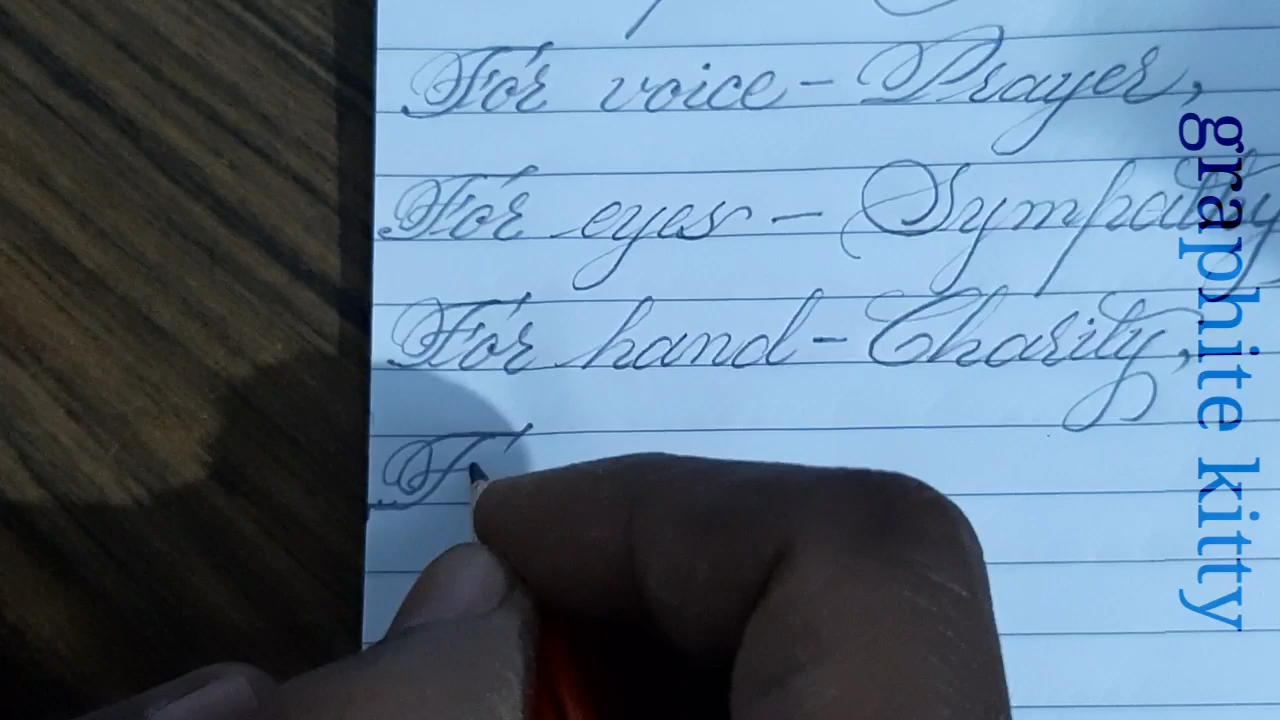 For voice - Prayer,
For eyes - Sympathy
For hand - Charity,
F
graphite kitty